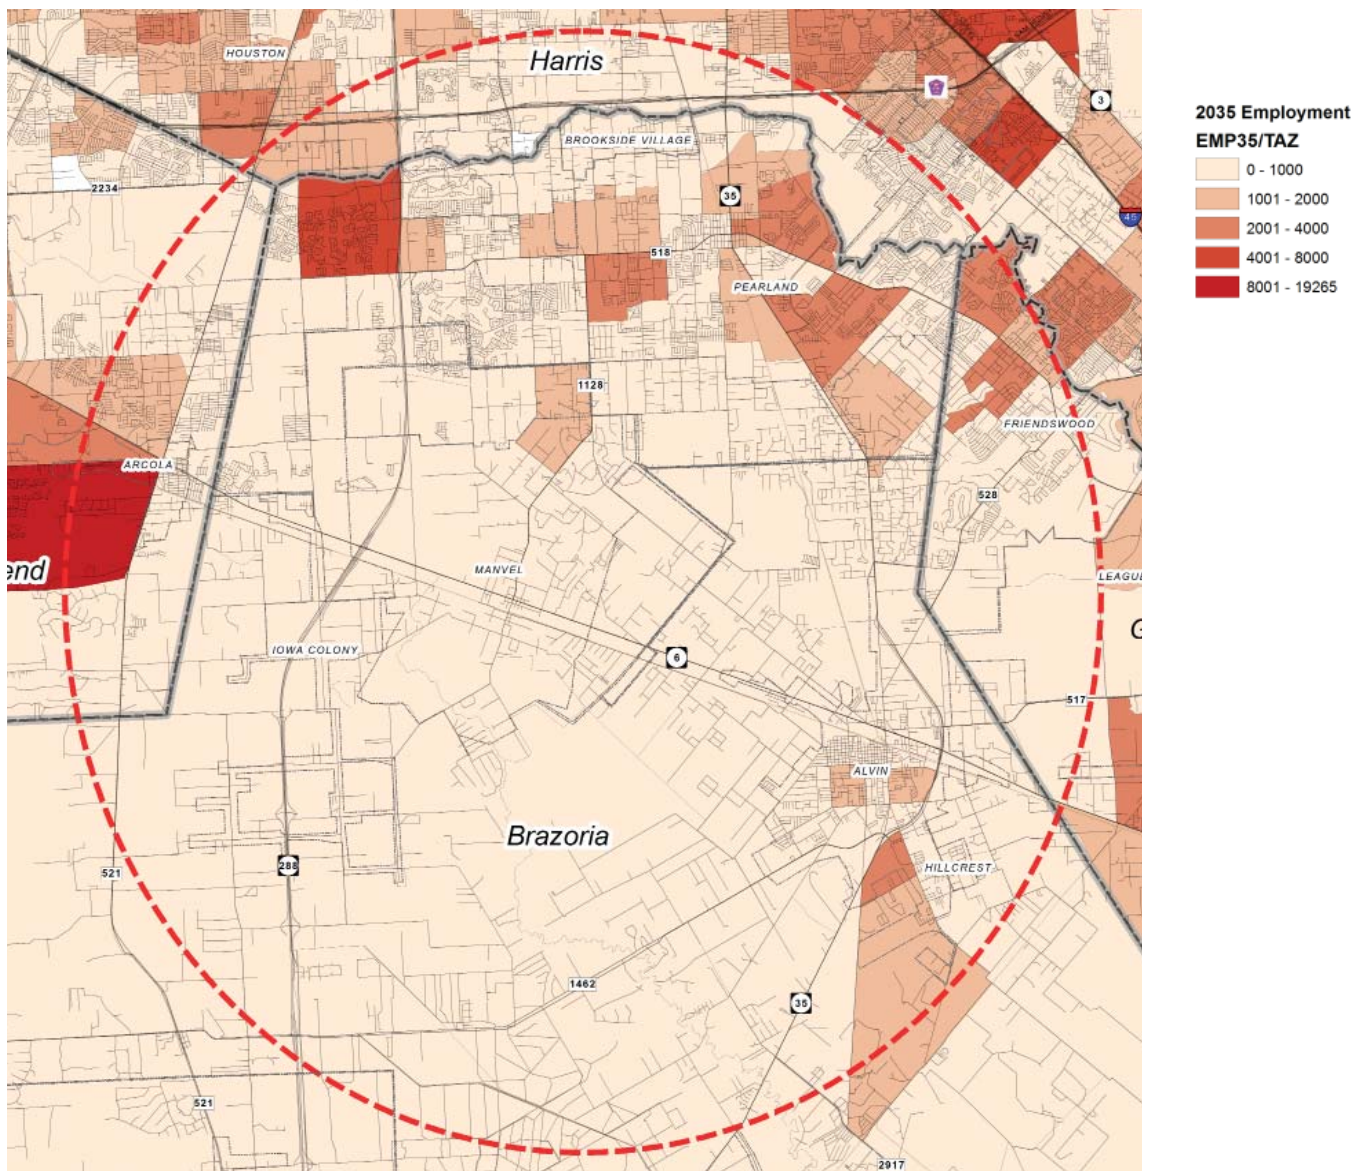 HOUSTON
Harris
3
BROOKSIDE VILLAGE
2234
35
45
518
PEARLAND
1128
FRIENDSWOOD
ARCOLA
528
end
MANVEL
LEAGUE
IOWA COLONY
6
G
517
ALVIN
Brazoria
288
521
HILLCREST
1462
35
521
2917
2035 Employment
EMP35/TAZ
0 - 1000
1001 - 2000
2001 - 4000
4001 - 8000
8001 - 19265